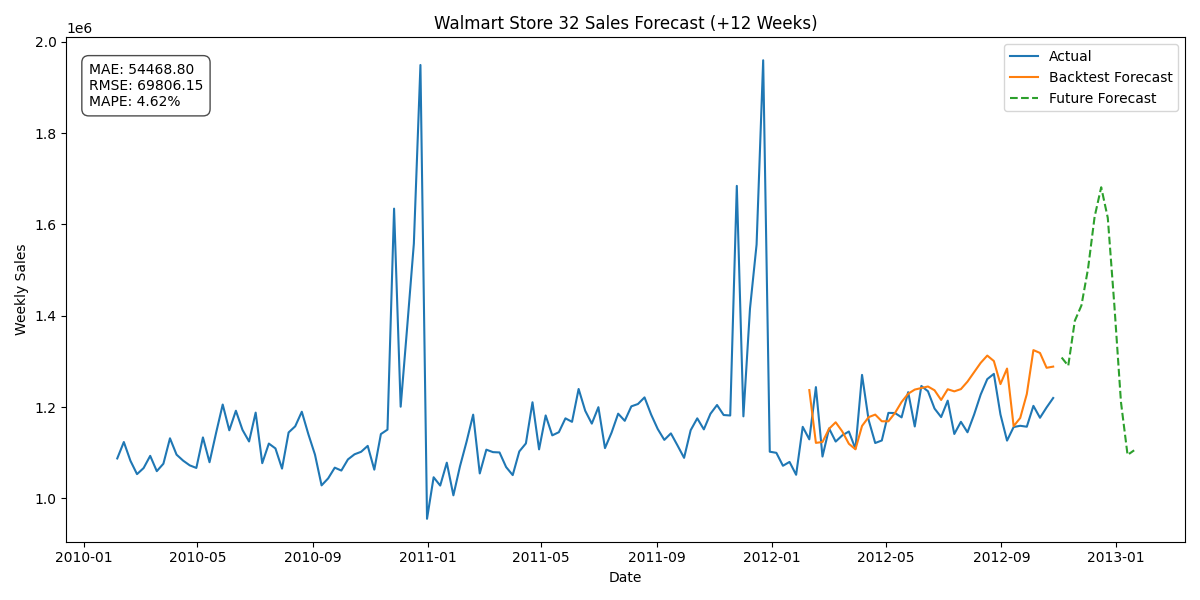 Walmart Store 32 Sales Forecast (+12 Weeks)
1e6
2.0
1.8
1.6
1.4
1.2
1.0
Weekly Sales
MAE: 54468.80
RMSE: 69806.15
MAPE: 4.62%
Actual
Backtest Forecast
Future Forecast
2010-01
2010-05
2010-09
2011-01
2011-05
2011-09
2012-01
2012-05
2012-09
2013-01
Date